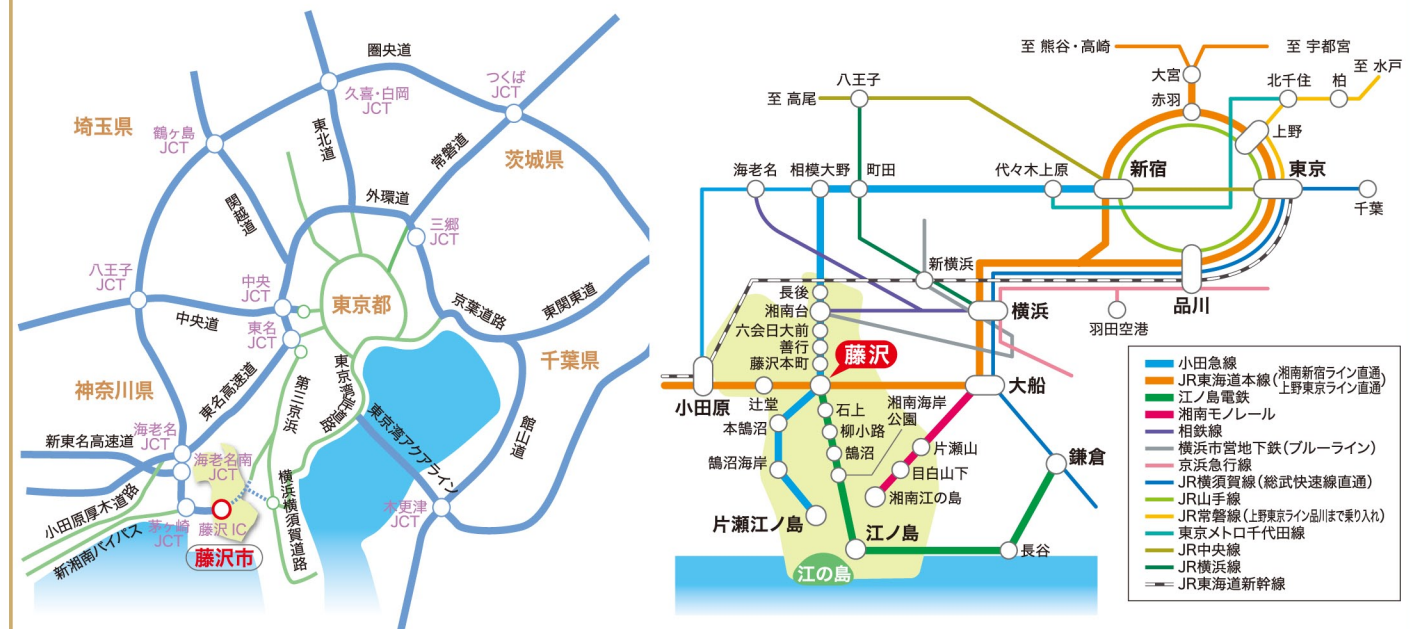 圏央道
久喜・白岡
JCT
つくば
JCT
埼玉県
鶴ヶ島
JCT
東北道
常磐道
茨城県
関越道
外環道
三郷
JCT
八王子
JCT
中央
JCT
東京都
中央道
東名
JCT
京葉道路
東関東道
千葉県
神奈川県
東名高速道
第三京浜
東京湾岸道路
東京湾アクアライン
館山道
新東名高速道
海老名
JCT
海老名南
JCT
小田原厚木道路
横浜横須賀道路
木更津
JCT
茅ヶ崎
JCT
藤沢 IC
新湘南バイパス
藤沢市
至 熊谷・高崎
至 宇都宮
大宮
至 水戸
八王子
北千住
柏
至 高尾
赤羽
上野
海老名
相模大野
町田
代々木上原
新宿
東京
千葉
新横浜
長後
湘南台
横浜
品川
羽田空港
六会日大前
善行
藤沢本町
藤沢
小田原
辻堂
大船
石上
湘南海岸
公園
本鵠沼
柳小路
片瀬山
鵠沼
鵠沼海岸
目白山下
鎌倉
湘南江の島
片瀬江ノ島
江ノ島
長谷
江の島
小田急線
JR東海道本線(湘南新宿ライン直通
上野東京ライン直通)
江ノ島電鉄
湘南モノレール
相鉄線
横浜市営地下鉄(ブルーライン)
京浜急行線
JR横須賀線(総武快速線直通)
JR山手線
JR常磐線(上野東京ライン品川まで乗り入れ)
東京メトロ千代田線
JR中央線
JR横浜線
JR東海道新幹線